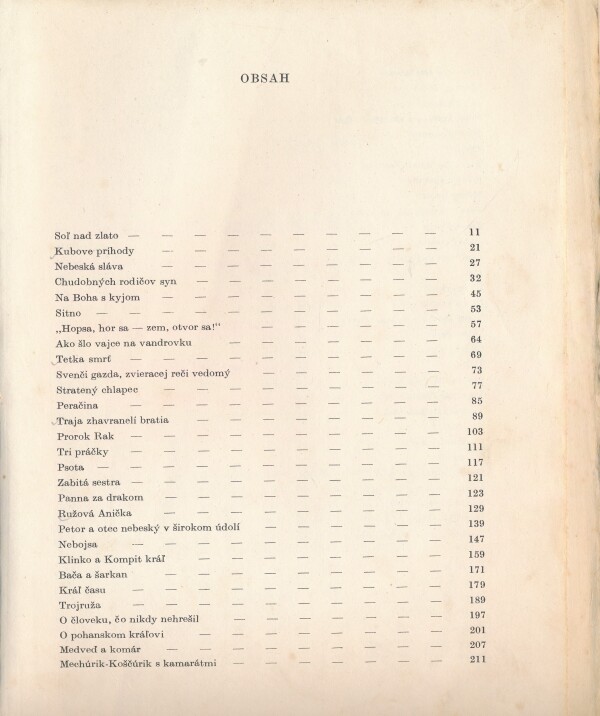 OBSAH
Soľ nad zlato — — — — — — — — — — 11
Kubove príhody — — — — — — — — — 21
Nebeská sláva — — — — — — — — — 27
Chudobných rodičov syn — — — — — — — — 32
Na Boha s kyjom — — — — — — — — — 45
Sitno — — — — — — — — — — — 53
„Hopsa, hor sa — zem, otvor sa!" — — — — — — 57
Ako šlo vajce na vandrovku — — — — — — — 64
Tetka smrť — — — — — — — — — — 69
Svenči gazda, zvieracej reči vedomý — — — — — — 73
Stratený chlapec — — — — — — — — — 77
Peračina — — — — — — — — — — 85
Traja zhavranelí bratia — — — — — — — — 89
Prorok Rak — — — — — — — — — — 103
Tri práčky — — — — — — — — — — 111
Psota — — — — — — — — — — — 117
Zabitá sestra — — — — — — — — — — 121
Panna za drakom — — — — — — — — — 123
Ružová Anička — — — — — — — — — 129
Petor a otec nebeský v širokom údolí — — — — — — 139
Nebojsa — — — — — — — — — — 147
Klinko a Kompit kráľ — — — — — — — — 159
Bača a šarkan — — — — — — — — — 171
Kráľ času — — — — — — — — — — 179
Trojruža — — — — — — — — — — 189
O človeku, čo nikdy nehrešil — — — — — — — 197
O pohanskom kráľovi — — — — — — — — 201
Medveď a komár — — — — — — — — — 207
Mechúrik-Koščúrik s kamarátmi — — — — — — — 211